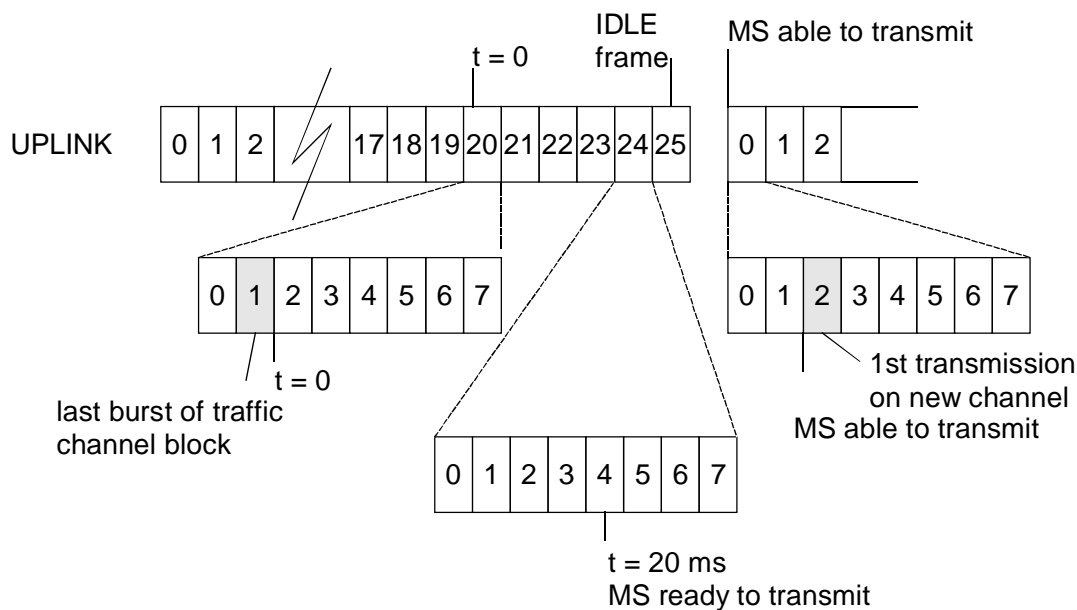 IDLE
frame
MS able to transmit
t = 0
UPLINK
0 1 2 17 18 19 20 21 22 23 24 25
0 1 2
0 1 2 3 4 5 6 7
0 1 2 3 4 5 6 7
t = 0
last burst of traffic
channel block
1st transmission
on new channel
MS able to transmit
0 1 2 3 4 5 6 7
t = 20 ms
MS ready to transmit